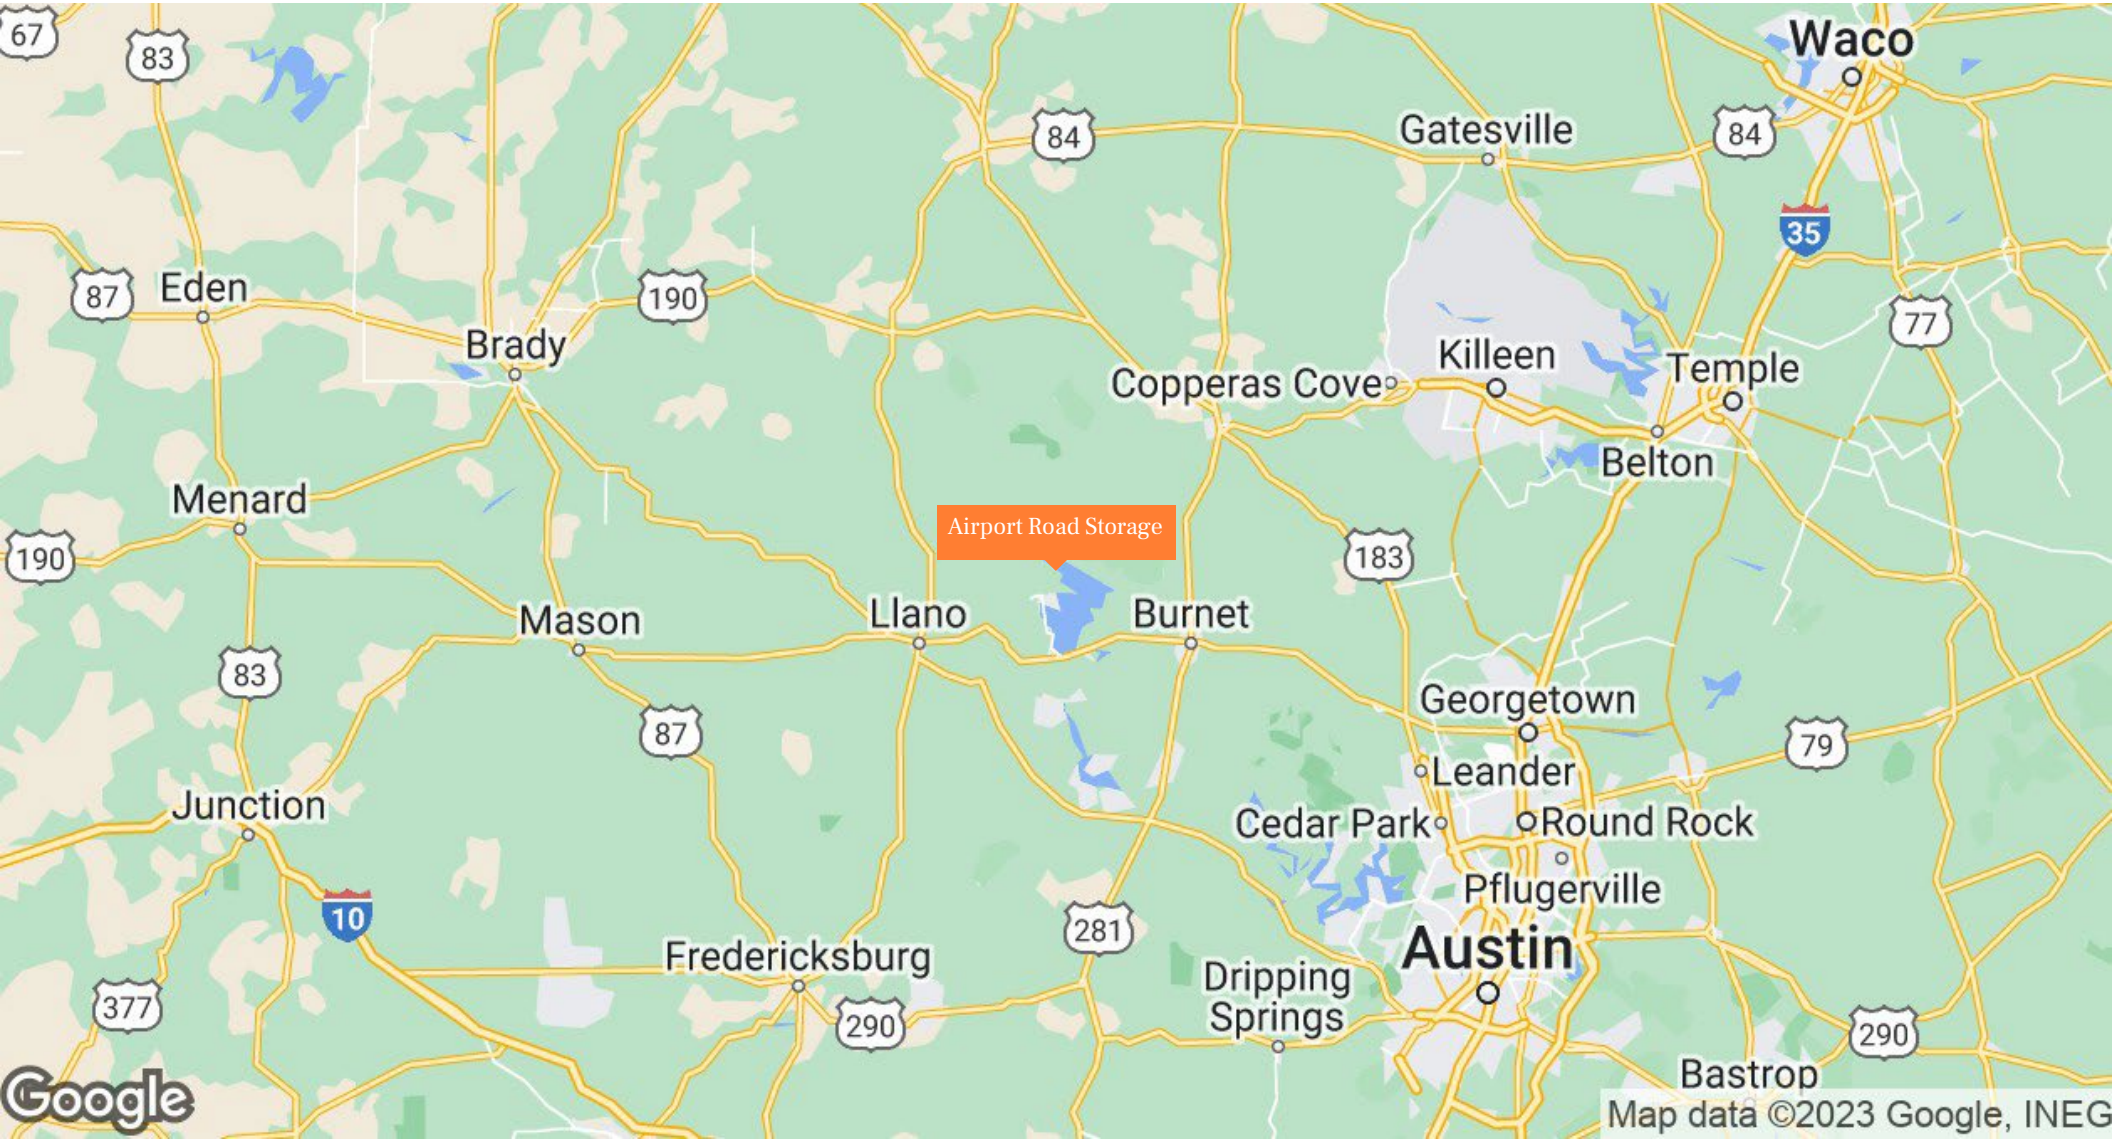 Waco
67
83
84
Gatesville
84
35
Eden
87
190
77
Brady
Killeen
Copperas Cove
Temple
Belton
Menard
Airport Road Storage
190
183
Mason
Llano
Burnet
83
Georgetown
87
79
Leander
Junction
Cedar Park
Round Rock
Pflugerville
10
281
Austin
Fredericksburg
Dripping
Springs
377
290
290
Bastrop
Google
Map data ©2023 Google, INEG